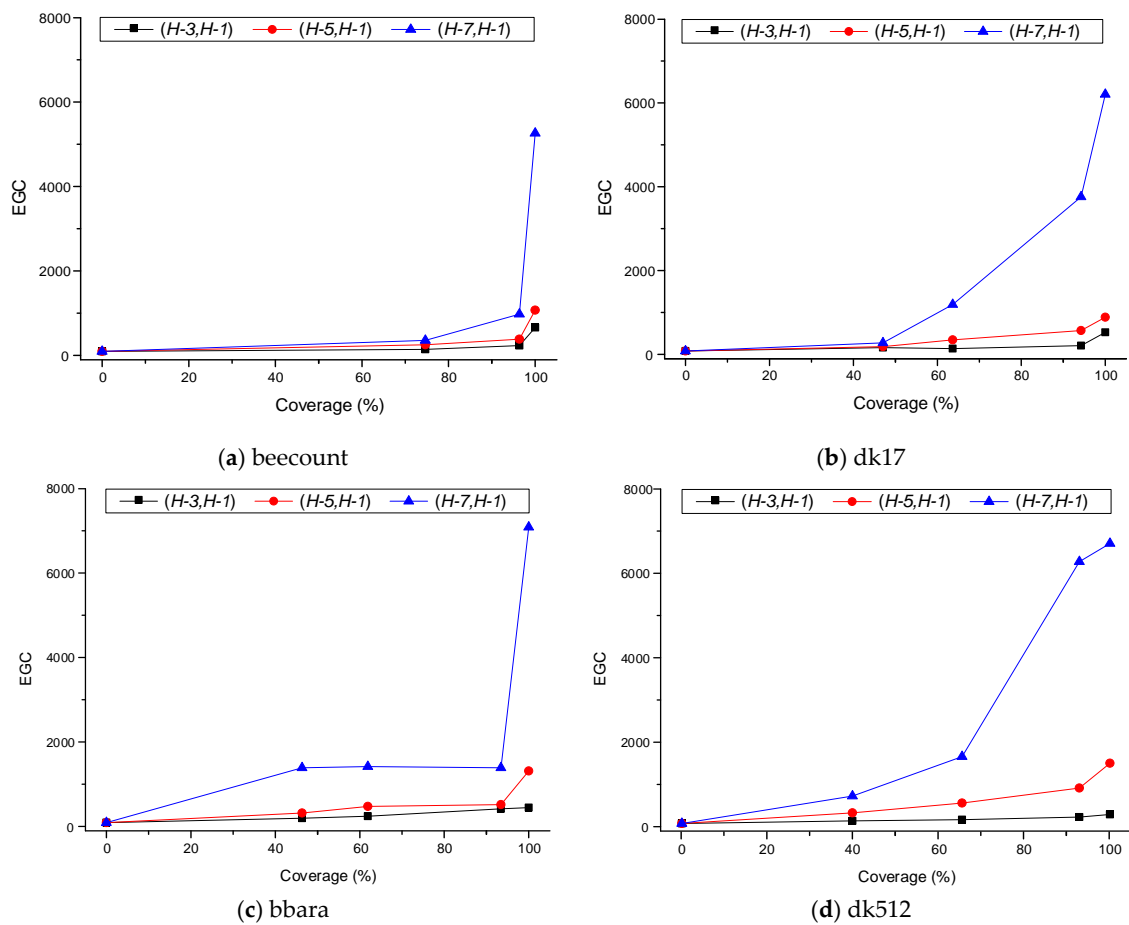 (H-3,H-1) (H-5,H-1) (H-7,H-1)
8000
6000
4000
2000
0
EGC
0 20 40 60 80 100
Coverage (%)
(a) beecount
(H-3,H-1) (H-5,H-1) (H-7,H-1)
8000
6000
4000
2000
0
EGC
0 20 40 60 80 100
Coverage (%)
(b) dk17
(H-3,H-1) (H-5,H-1) (H-7,H-1)
8000
6000
4000
2000
0
EGC
0 20 40 60 80 100
Coverage (%)
(c) bbara
(H-3,H-1) (H-5,H-1) (H-7,H-1)
8000
6000
4000
2000
0
EGC
0 20 40 60 80 100
Coverage (%)
(d) dk512